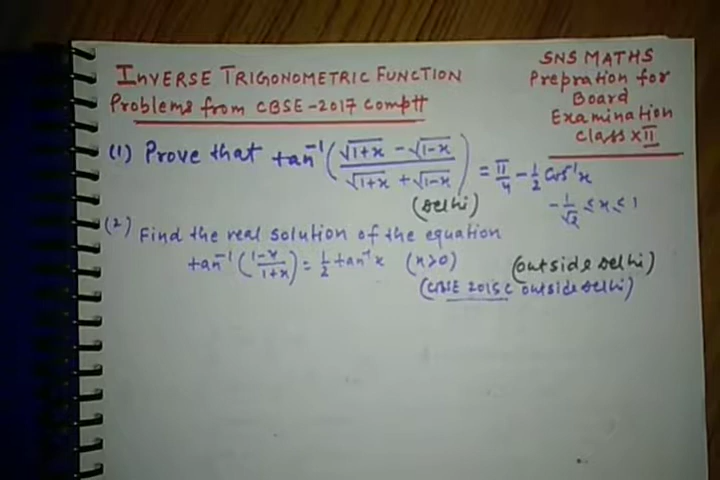 INVERSE TRIGONOMETRIC FUNCTION
Problems from CBSE-2017 Comptt
SNS MATHS
Prepration for
Board
Examination
Class XII
(1) Prove that tan⁻¹ ( (√1+x − √1−x) / (√1+x + √1−x) ) = π/4 − 1/2 cos⁻¹x
−1/√2 ≤ x ≤ 1
(Delhi)
(2) Find the real solution of the equation
tan⁻¹ ( (1−x)/(1+x) ) = 1/2 tan⁻¹x (x>0) (outside Delhi)
(CBSE 2015 C outside Delhi)